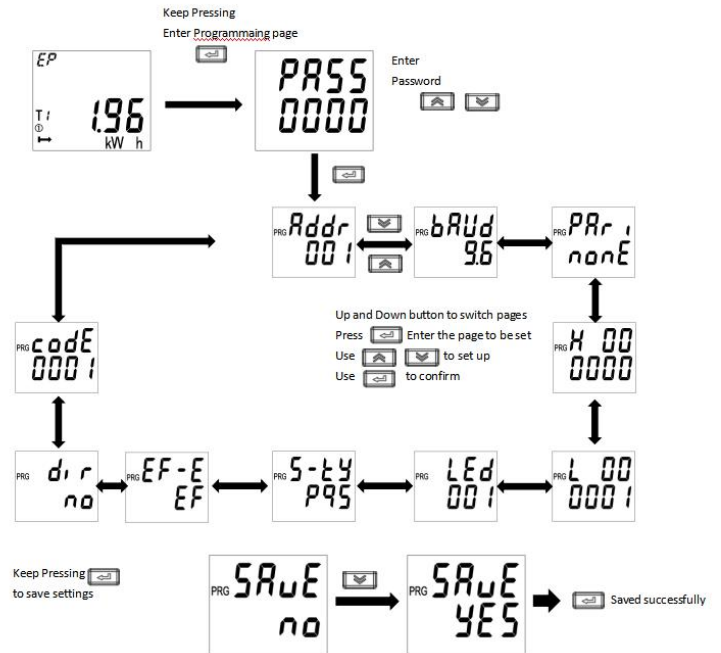 Keep Pressing
Enter Programmaing page
EP
T1
1.96
kW h
PASS
0000
Enter
Password
PRG Addr
001
PRG bAUd
9.6
PRG PAri
nonE
Up and Down button to switch pages
Press Enter the page to be set
Use to set up
Use to confirm
PRG codE
0001
PRG H 00
0000
PRG dir
no
PRG EF-E
EF
PRG S-ty
Pqs
PRG LEd
001
PRG L 00
0001
Keep Pressing
to save settings
PRG SAvE
no
PRG SAvE
YES
Saved successfully